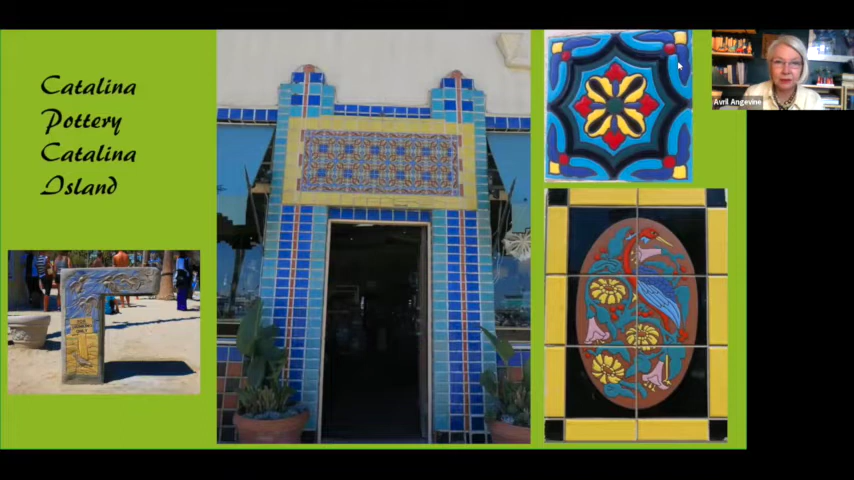 Catalina
Pottery
Catalina
Island
Avril Angevine